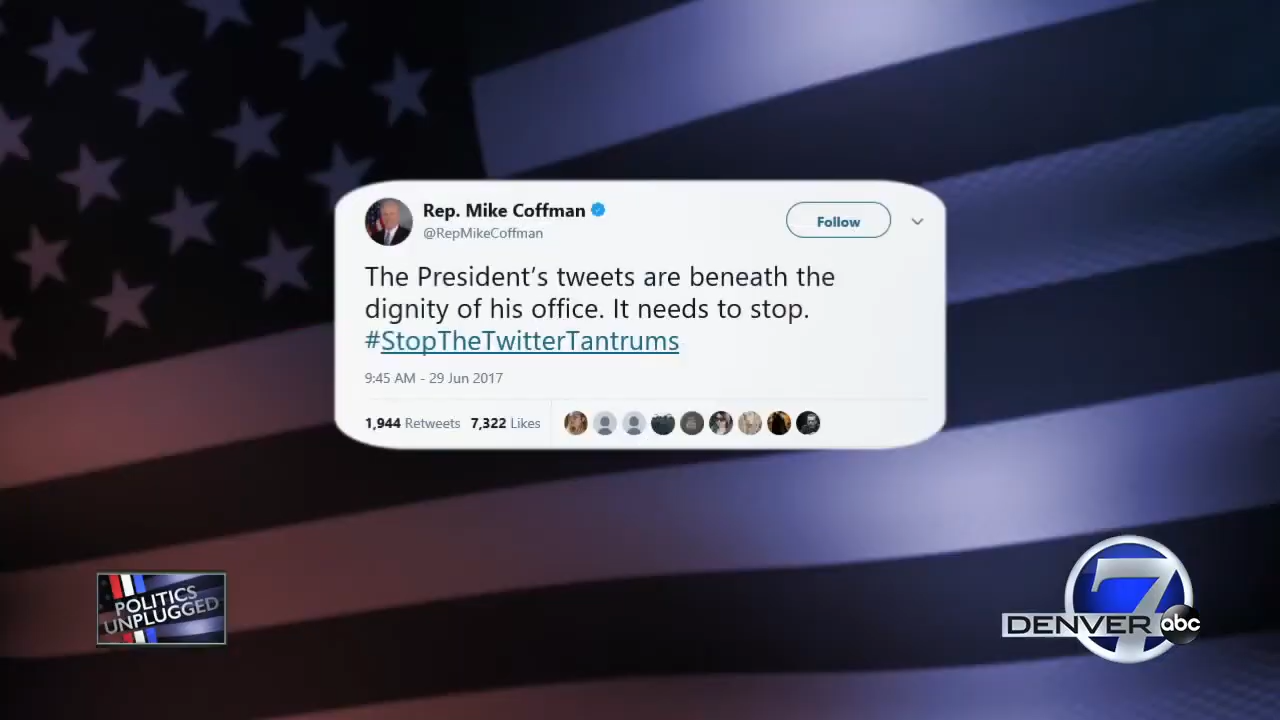 Rep. Mike Coffman
@RepMikeCoffman
Follow
The President's tweets are beneath the
dignity of his office. It needs to stop.
#StopTheTwitterTantrums
9:45 AM - 29 Jun 2017
1,944 Retweets 7,322 Likes
POLITICS
UNPLUGGED
7
DENVER abc